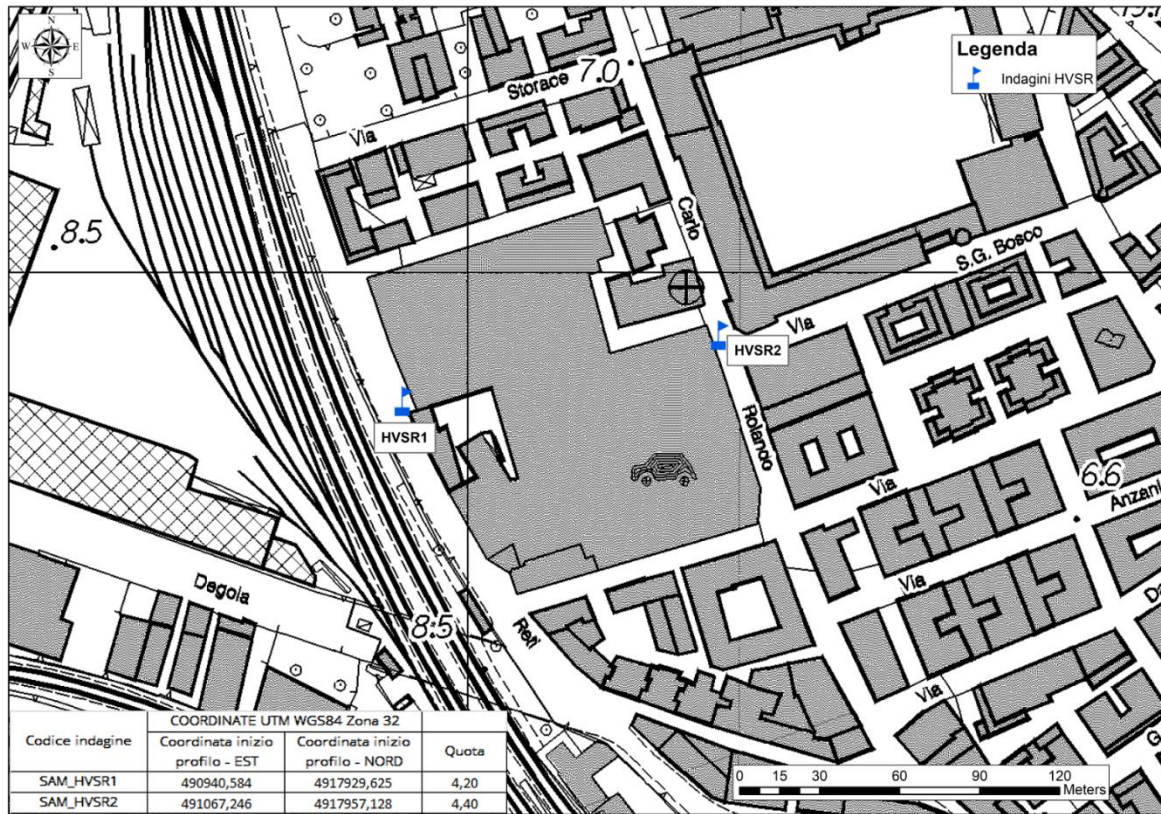 N
W E
S
Legenda
Indagini HVSR
Via Storace 7.0
8.5
Carlo
S.G. Bosco
Via
HVSR2
HVSR1
Rolando
Via
6.6
Anzani
Degola
Via
8.5
Reti
Via
COORDINATE UTM WGS84 Zona 32
Codice indagine
Coordinata inizio profilo - EST
Coordinata inizio profilo - NORD
Quota
SAM_HVSR1 490940,584 4917929,625 4,20
SAM_HVSR2 491067,246 4917957,128 4,40
0 15 30 60 90 120
Meters